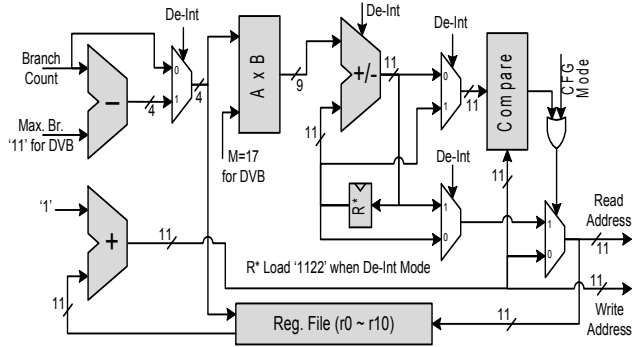 De-Int
De-Int
De-Int
Branch
Count
0
1
−
4
4
Max. Br.
'11' for DVB
A x B
9
+/-
11
0
1
11
Compare
CFG
Mode
M=17
for DVB
11
De-Int
R*
1
0
11
1
0
Read
Address
11
'1'
+
11
R* Load '1122' when De-Int Mode
11
Write
Address
11
Reg. File (r0 ~ r10)
11